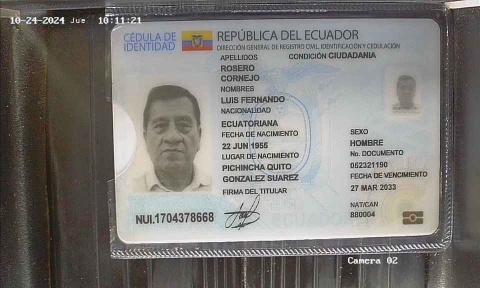 10-24-2024 Jue 10:11:21
CÉDULA DE
IDENTIDAD
REPÚBLICA DEL ECUADOR
DIRECCIÓN GENERAL DE REGISTRO CIVIL, IDENTIFICACIÓN Y CEDULACIÓN
APELLIDOS
CONDICIÓN CIUDADANIA
ROSERO
CORNEJO
NOMBRES
LUIS FERNANDO
NACIONALIDAD
ECUATORIANA
FECHA DE NACIMIENTO
22 JUN 1955
LUGAR DE NACIMIENTO
PICHINCHA QUITO
GONZALEZ SUAREZ
FIRMA DEL TITULAR
SEXO
HOMBRE
No. DOCUMENTO
052321190
FECHA DE VENCIMIENTO
27 MAR 2033
NAT/CAN
880004
NUI.1704378668
Camera 02